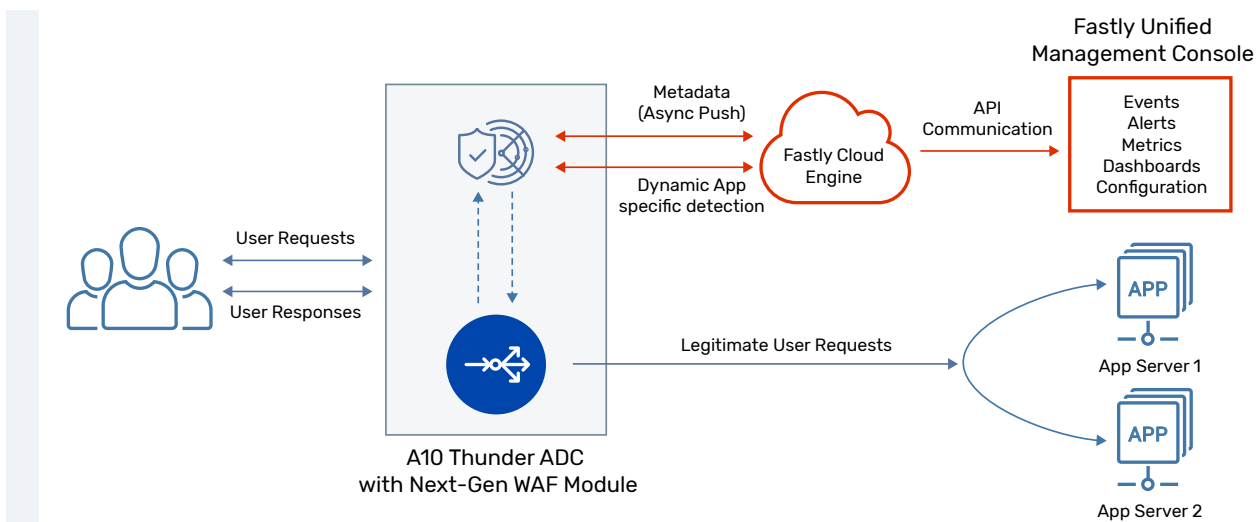 Fastly Unified
Management Console
Metadata
(Async Push)
Fastly Cloud
Engine
API
Communication
Events
Alerts
Metrics
Dashboards
Configuration
Dynamic App
specific detection
User Requests
User Responses
Legitimate User Requests
APP
App Server 1
APP
App Server 2
A10 Thunder ADC
with Next-Gen WAF Module